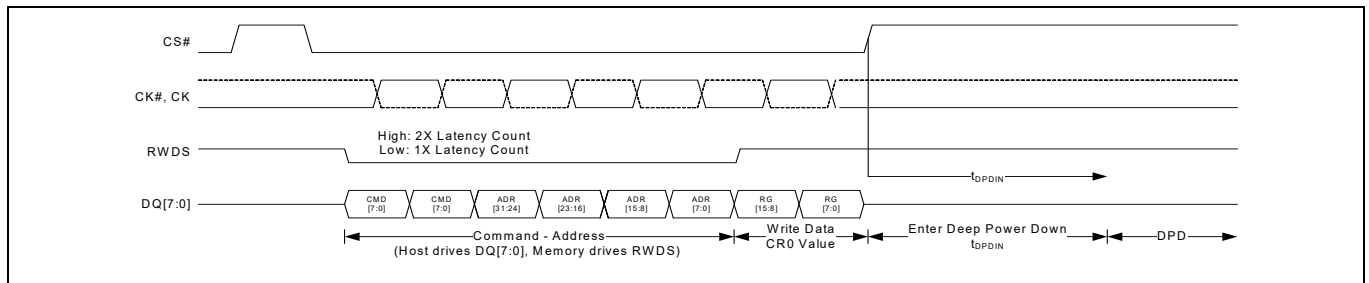 CS#
CK#, CK
RWDS
High: 2X Latency Count
Low: 1X Latency Count
tDPDIN
DQ[7:0]
CMD [7:0]
CMD [7:0]
ADR [31:24]
ADR [23:16]
ADR [15:8]
ADR [7:0]
RG [15:8]
RG [7:0]
Command - Address
(Host drives DQ[7:0], Memory drives RWDS)
Write Data
CR0 Value
Enter Deep Power Down
tDPDIN
DPD